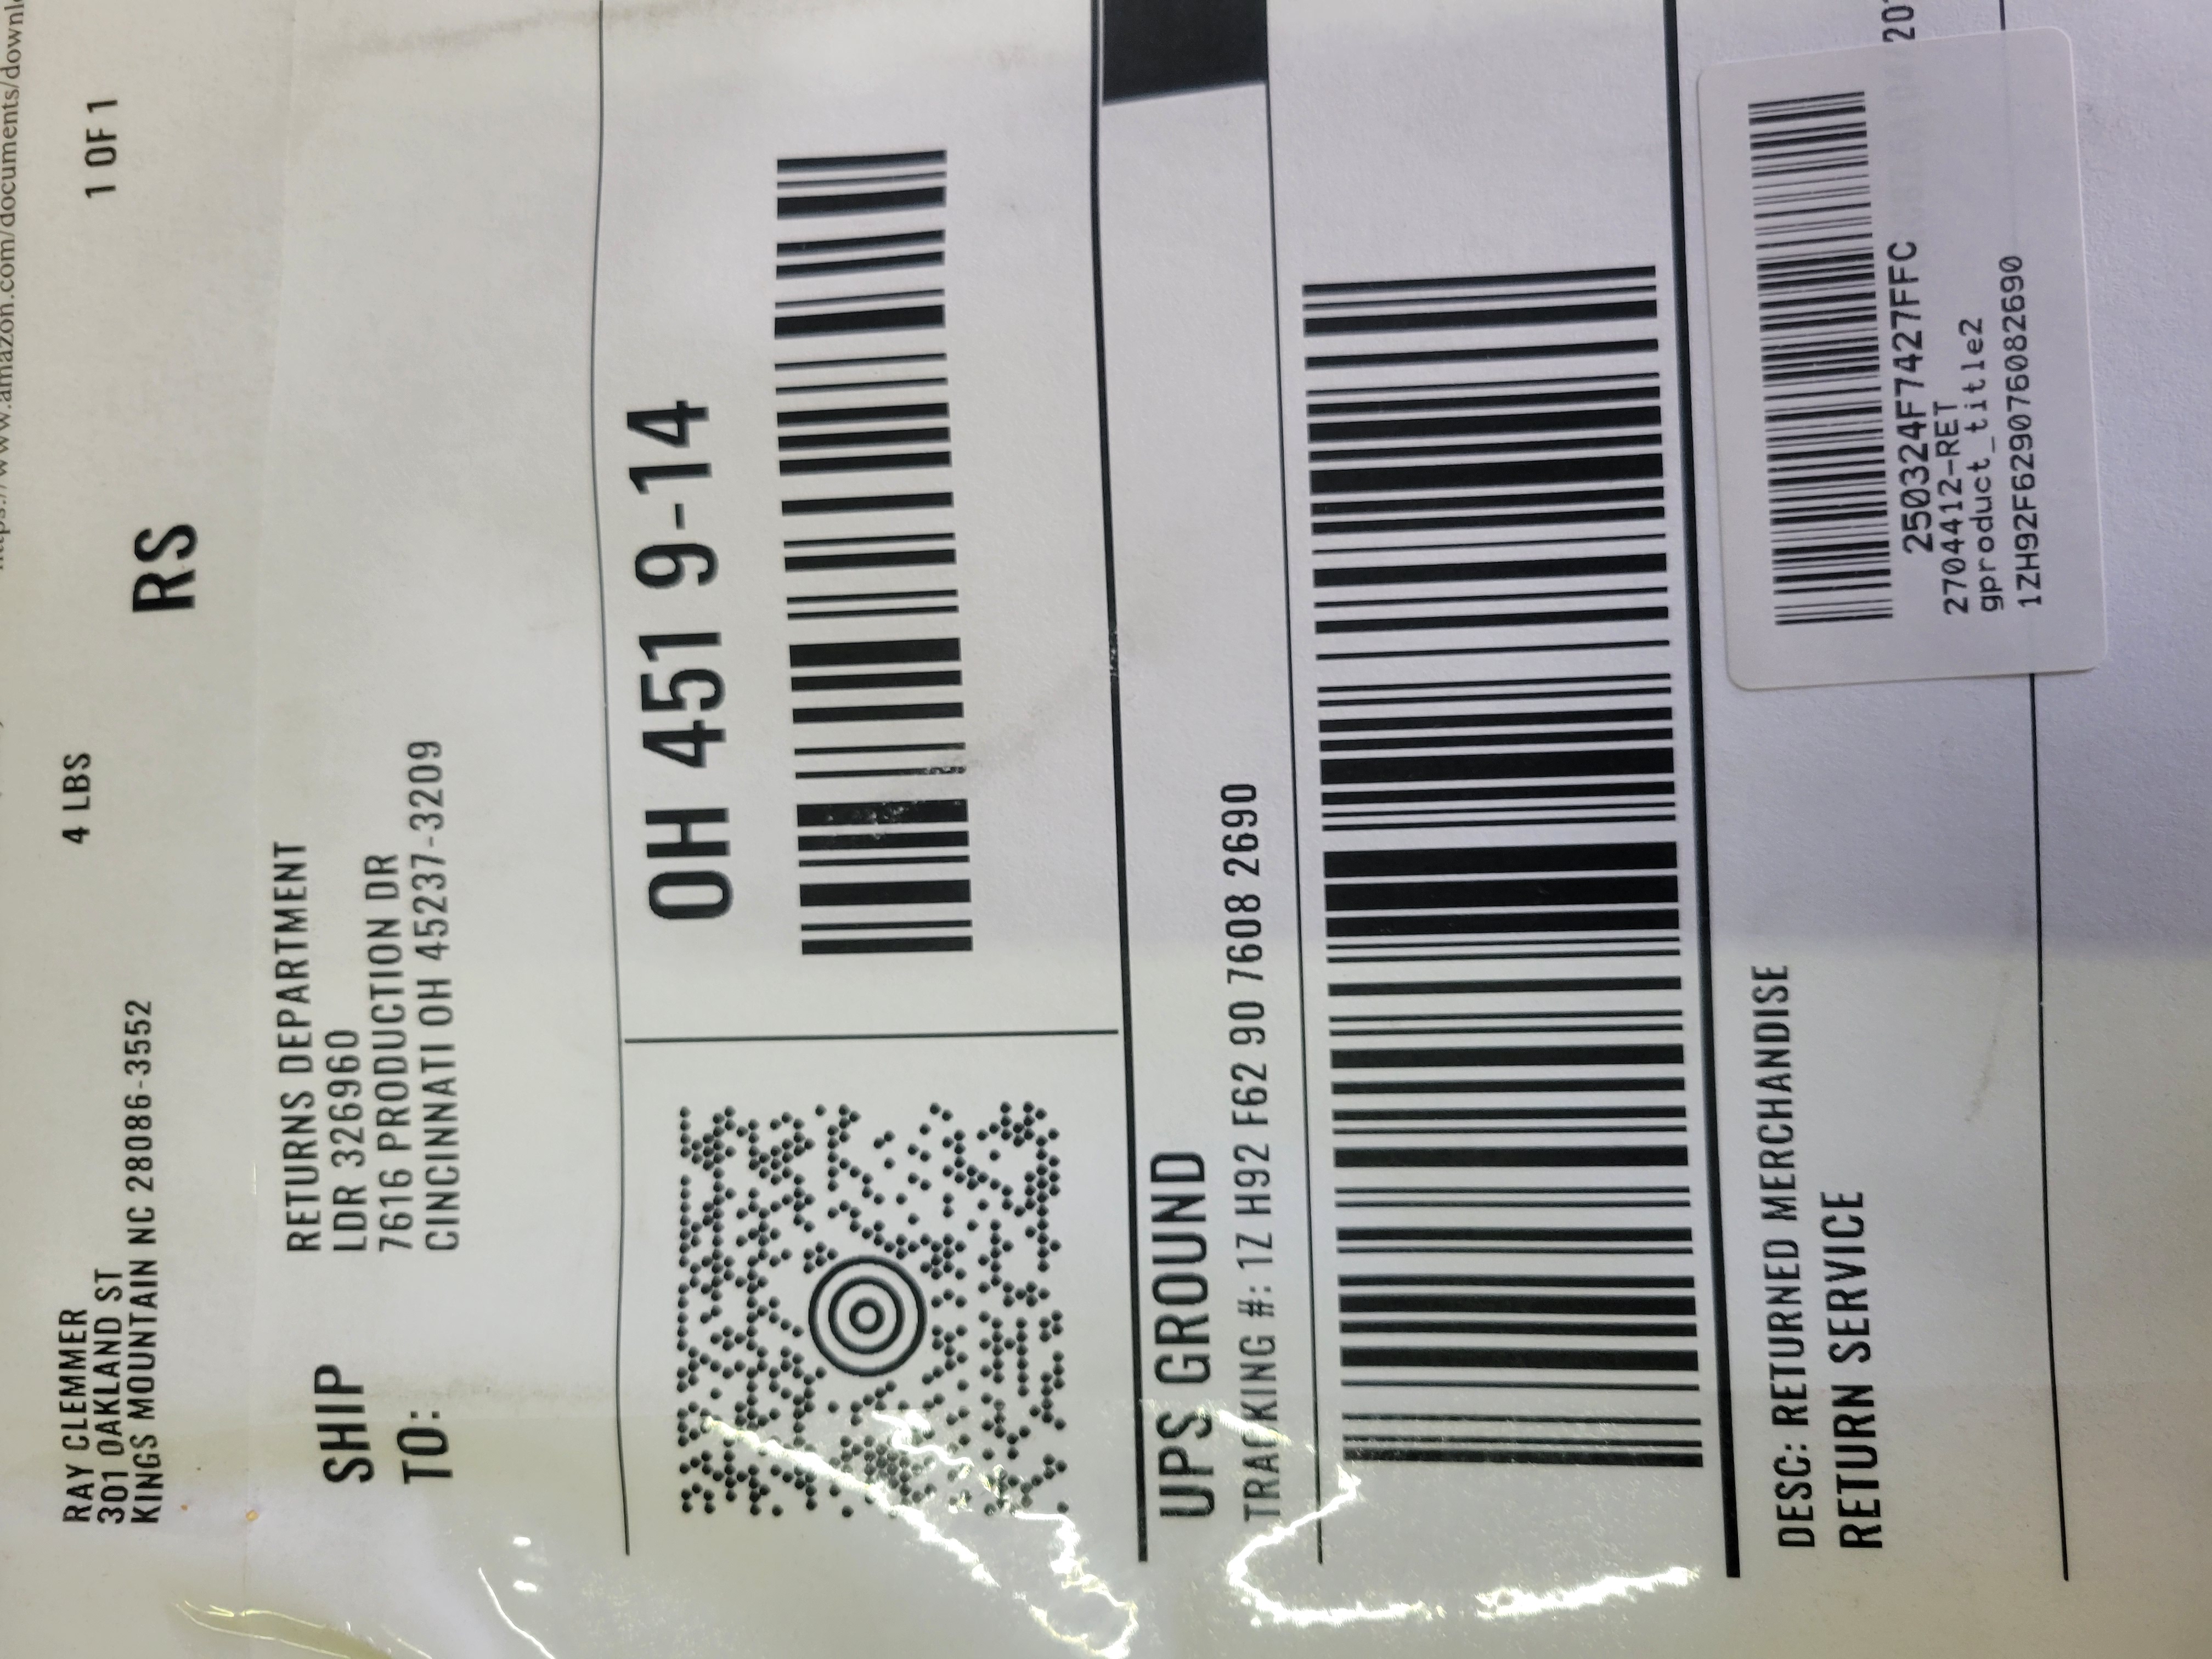 https://www.amazon.com/documents/downl
RAY CLEMMER
301 OAKLAND ST
KINGS MOUNTAIN NC 28086-3552
4 LBS
1 OF 1
RS
SHIP
TO:
RETURNS DEPARTMENT
LDR 326960
7616 PRODUCTION DR
CINCINNATI OH 45237-3209
OH 451 9-14
UPS GROUND
TRACKING #: 1Z H92 F62 90 7608 2690
DESC: RETURNED MERCHANDISE
RETURN SERVICE
250324F7427FFC
2704412-RET
gproduct_title2
1ZH92F629076082690